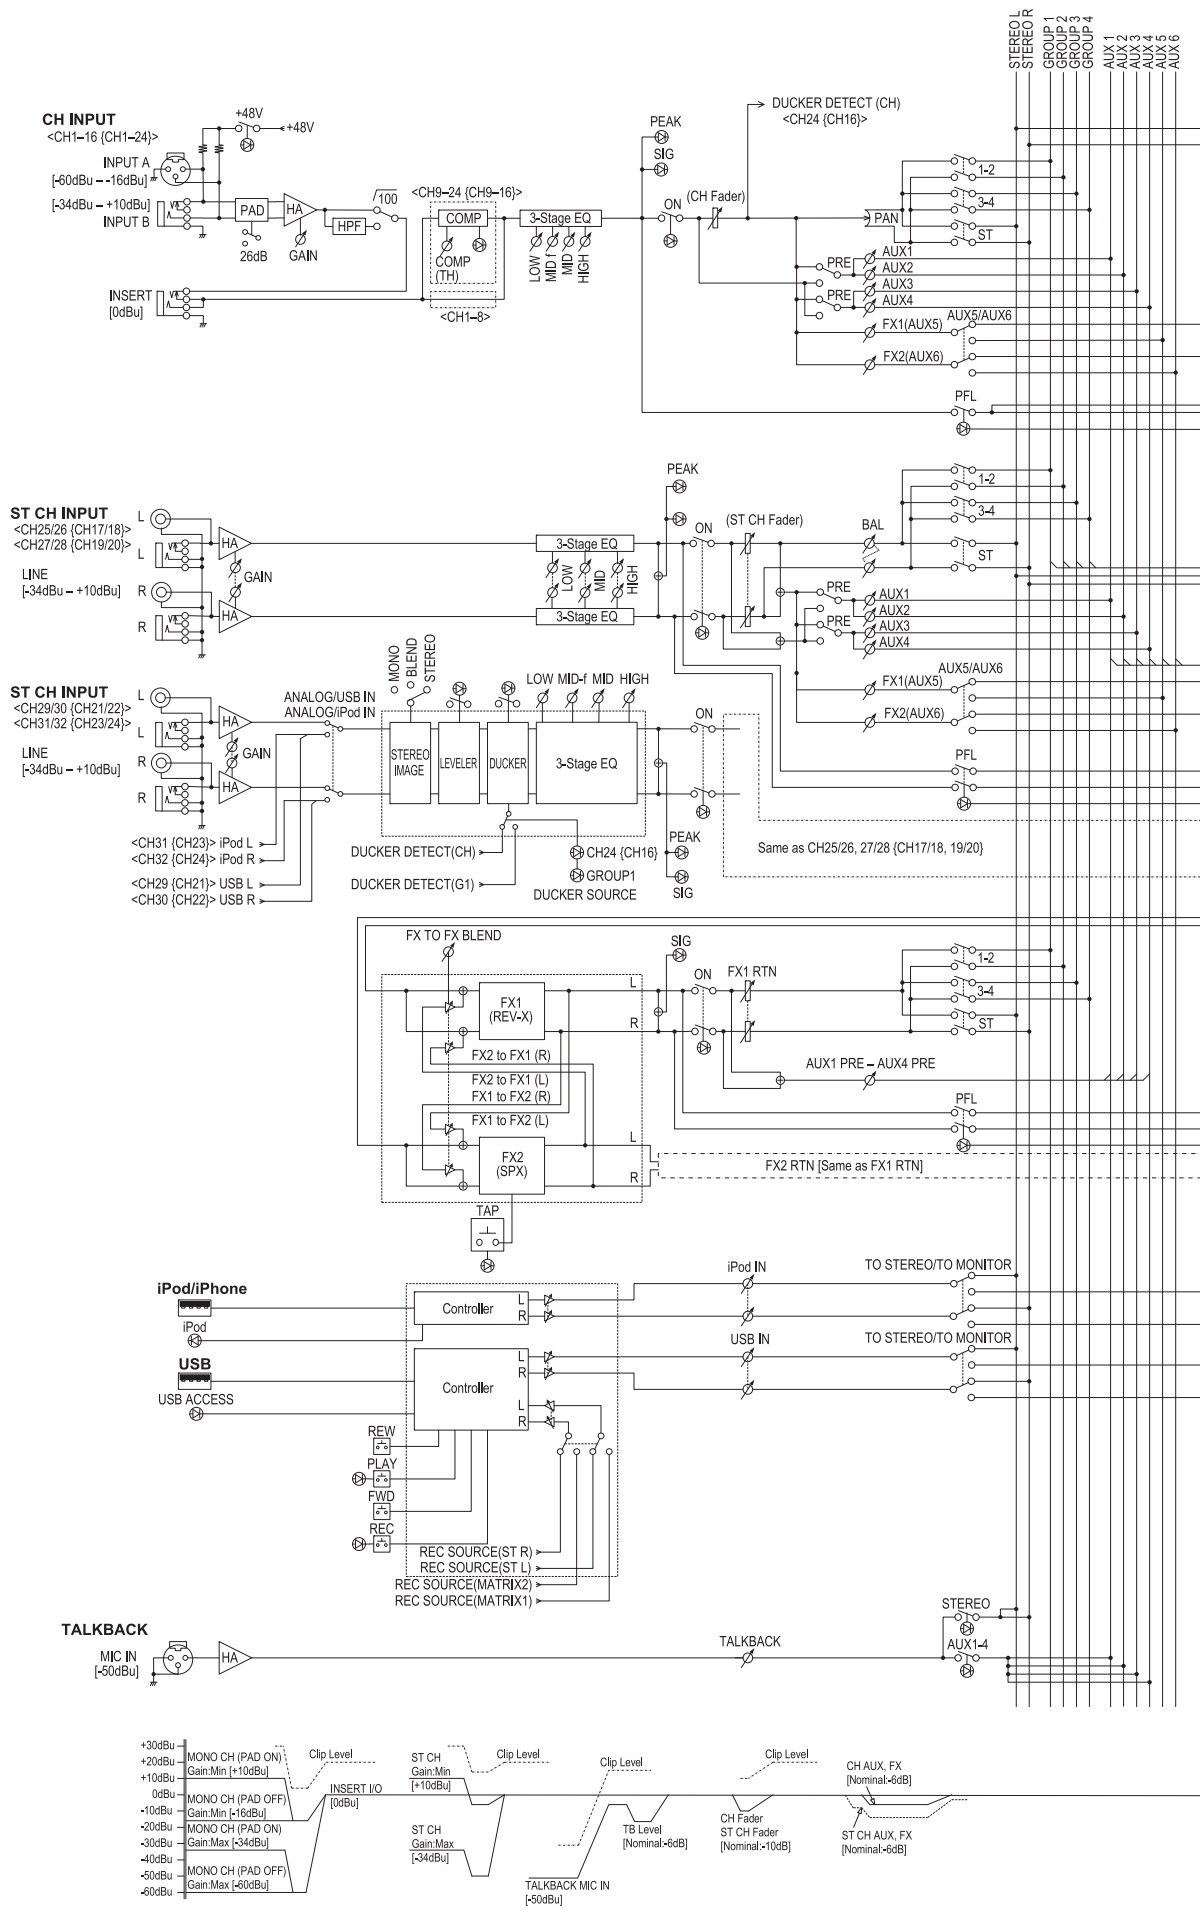 STEREO L
STEREO R
GROUP 1
GROUP 2
GROUP 3
GROUP 4
AUX 1
AUX 2
AUX 3
AUX 4
AUX 5
AUX 6
CH INPUT
<CH1–16 {CH1–24}>
+48V
+48V
INPUT A
[-60dBu – -16dBu]
[-34dBu – +10dBu]
INPUT B
PAD
26dB
HA
GAIN
/100
HPF
INSERT
[0dBu]
<CH9–24 {CH9–16}>
COMP
COMP
(TH)
<CH1–8>
3-Stage EQ
LOW
MID f
MID
HIGH
PEAK
SIG
ON
(CH Fader)
DUCKER DETECT (CH)
<CH24 {CH16}>
PAN
1-2
3-4
ST
PRE
PRE
AUX1
AUX2
AUX3
AUX4
FX1(AUX5)
FX2(AUX6)
AUX5/AUX6
PFL
ST CH INPUT
<CH25/26 {CH17/18}>
<CH27/28 {CH19/20}>
LINE
[-34dBu – +10dBu]
L
L
R
R
HA
HA
GAIN
3-Stage EQ
LOW
MID
HIGH
3-Stage EQ
PEAK
ON
(ST CH Fader)
BAL
1-2
3-4
ST
PRE
PRE
AUX1
AUX2
AUX3
AUX4
FX1(AUX5)
FX2(AUX6)
AUX5/AUX6
PFL
ST CH INPUT
<CH29/30 {CH21/22}>
<CH31/32 {CH23/24}>
LINE
[-34dBu – +10dBu]
L
L
R
R
HA
HA
GAIN
ANALOG/USB IN
ANALOG/iPod IN
MONO
BLEND
STEREO
STEREO
IMAGE
LEVELER
DUCKER
LOW MID-f MID HIGH
3-Stage EQ
ON
PEAK
SIG
<CH31 {CH23}> iPod L
<CH32 {CH24}> iPod R
<CH29 {CH21}> USB L
<CH30 {CH22}> USB R
DUCKER DETECT(CH)
DUCKER DETECT(G1)
CH24 {CH16}
GROUP1
DUCKER SOURCE
Same as CH25/26, 27/28 {CH17/18, 19/20}
FX TO FX BLEND
FX1
(REV-X)
FX2 to FX1 (R)
FX2 to FX1 (L)
FX1 to FX2 (R)
FX1 to FX2 (L)
FX2
(SPX)
TAP
L
R
L
R
SIG
ON
FX1 RTN
1-2
3-4
ST
AUX1 PRE – AUX4 PRE
PFL
FX2 RTN [Same as FX1 RTN]
iPod/iPhone
iPod
Controller
L
R
iPod IN
TO STEREO/TO MONITOR
USB
USB ACCESS
Controller
L
R
L
R
USB IN
TO STEREO/TO MONITOR
REW
PLAY
FWD
REC
REC SOURCE(ST R)
REC SOURCE(ST L)
REC SOURCE(MATRIX2)
REC SOURCE(MATRIX1)
TALKBACK
MIC IN
[-50dBu]
HA
TALKBACK
STEREO
AUX1-4
+30dBu
+20dBu
+10dBu
0dBu
-10dBu
-20dBu
-30dBu
-40dBu
-50dBu
-60dBu
MONO CH (PAD ON)
Gain:Min [+10dBu]
MONO CH (PAD OFF)
Gain:Min [-16dBu]
MONO CH (PAD ON)
Gain:Max [-34dBu]
MONO CH (PAD OFF)
Gain:Max [-60dBu]
Clip Level
INSERT I/O
[0dBu]
ST CH
Gain:Min
[+10dBu]
ST CH
Gain:Max
[-34dBu]
Clip Level
Clip Level
TB Level
[Nominal:-6dB]
TALKBACK MIC IN
[-50dBu]
Clip Level
CH Fader
ST CH Fader
[Nominal:-10dB]
CH AUX, FX
[Nominal:-6dB]
ST CH AUX, FX
[Nominal:-6dB]